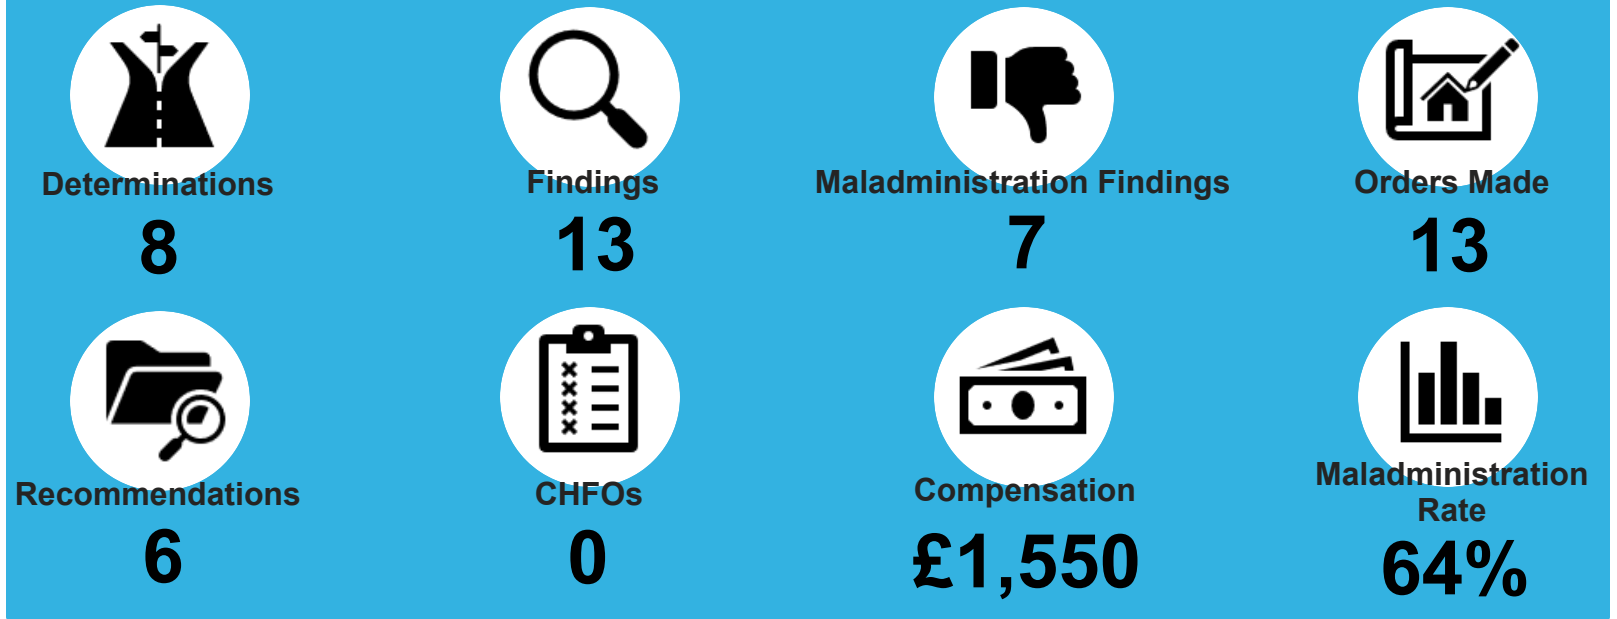 Determinations
8
Findings
13
Maladministration Findings
7
Orders Made
13
Recommendations
6
CHFOs
0
Compensation
£1,550
Maladministration
Rate
64%